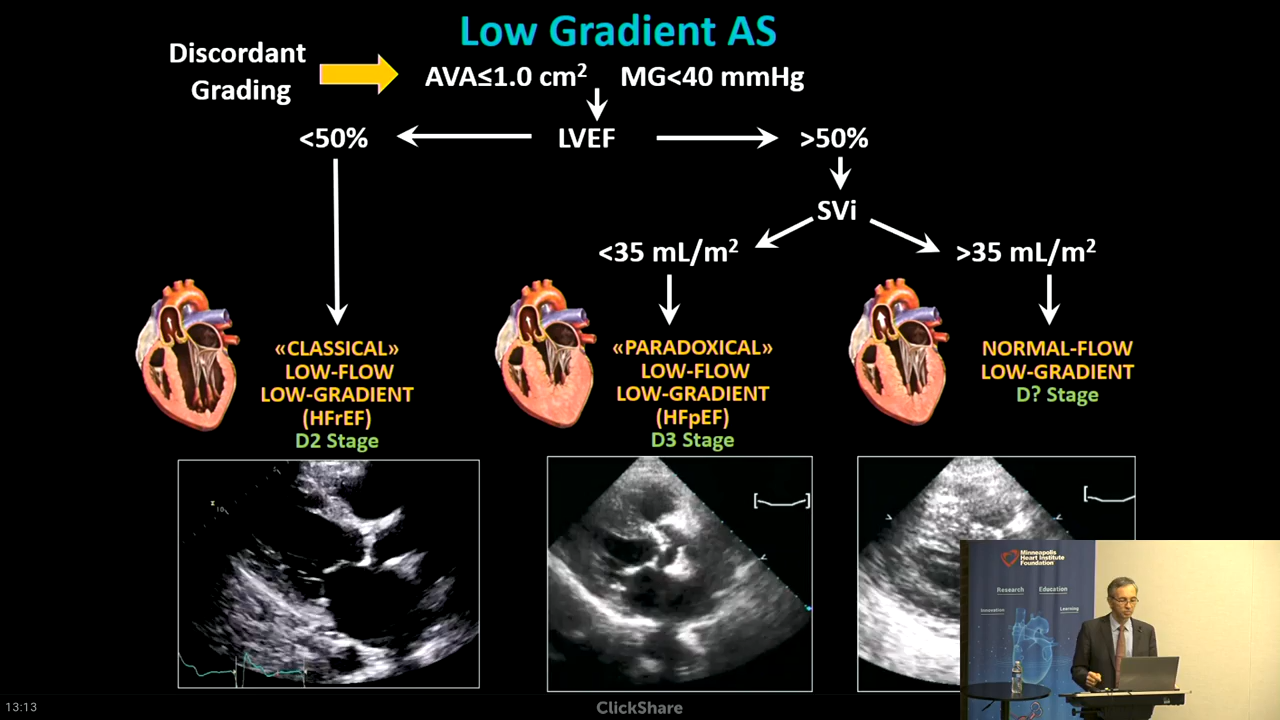 Low Gradient AS
Discordant
Grading
AVA≤1.0 cm² MG<40 mmHg
<50%
LVEF
>50%
SVi
<35 mL/m²
>35 mL/m²
«CLASSICAL»
LOW-FLOW
LOW-GRADIENT
(HFrEF)
D2 Stage
«PARADOXICAL»
LOW-FLOW
LOW-GRADIENT
(HFpEF)
D3 Stage
NORMAL-FLOW
LOW-GRADIENT
D? Stage
10
Minneapolis
Heart Institute
Foundation
Research Education
Innovation Learning
13:13
ClickShare